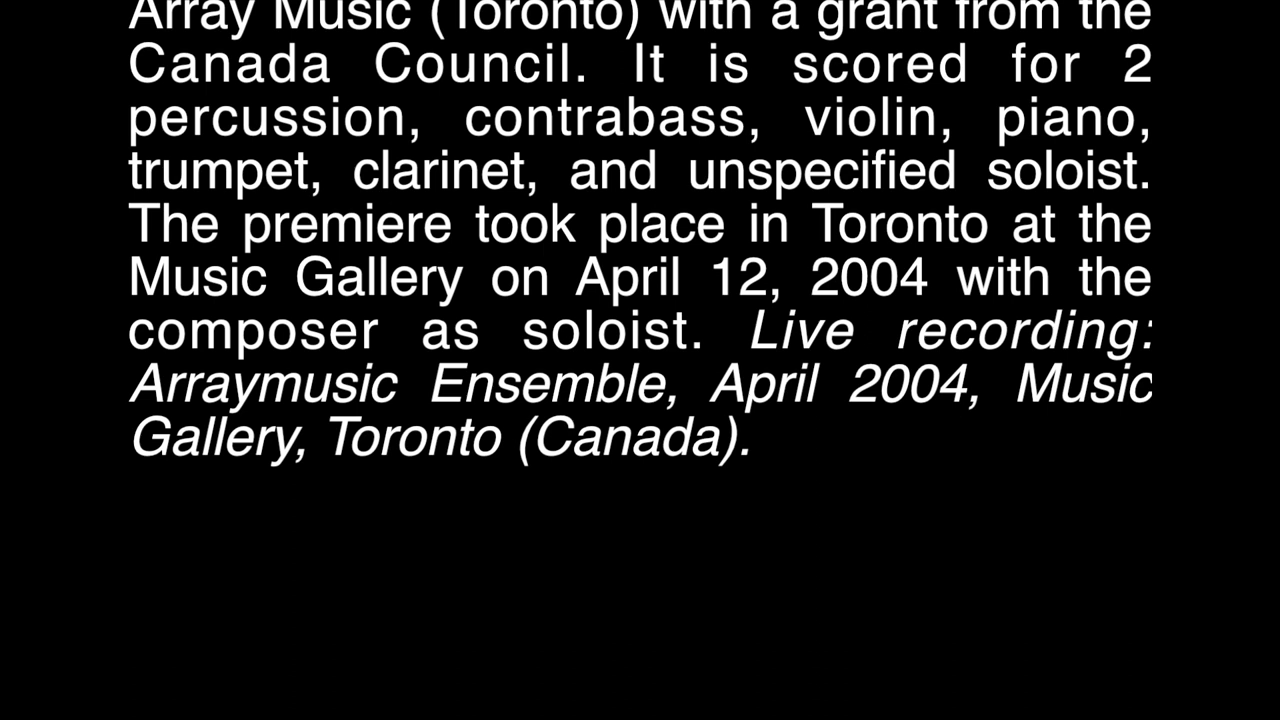 Array Music (Toronto) with a grant from the
Canada Council. It is scored for 2
percussion, contrabass, violin, piano,
trumpet, clarinet, and unspecified soloist.
The premiere took place in Toronto at the
Music Gallery on April 12, 2004 with the
composer as soloist. Live recording:
Arraymusic Ensemble, April 2004, Music
Gallery, Toronto (Canada).